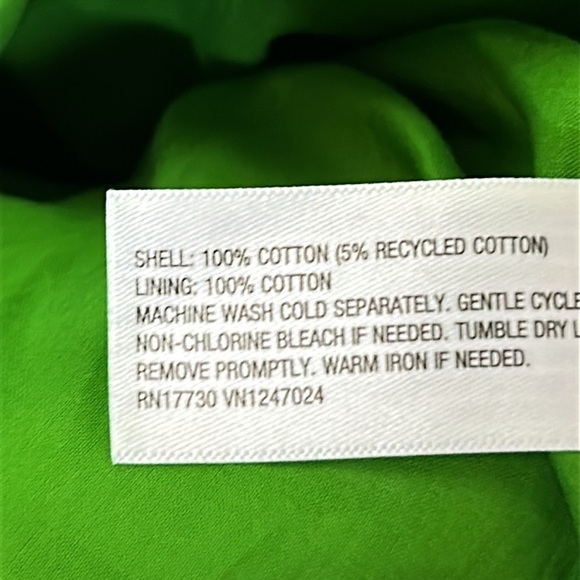 SHELL: 100% COTTON (5% RECYCLED COTTON)
LINING: 100% COTTON
MACHINE WASH COLD SEPARATELY. GENTLE CYCLE
NON-CHLORINE BLEACH IF NEEDED. TUMBLE DRY L
REMOVE PROMPTLY. WARM IRON IF NEEDED.
RN17730 VN1247024